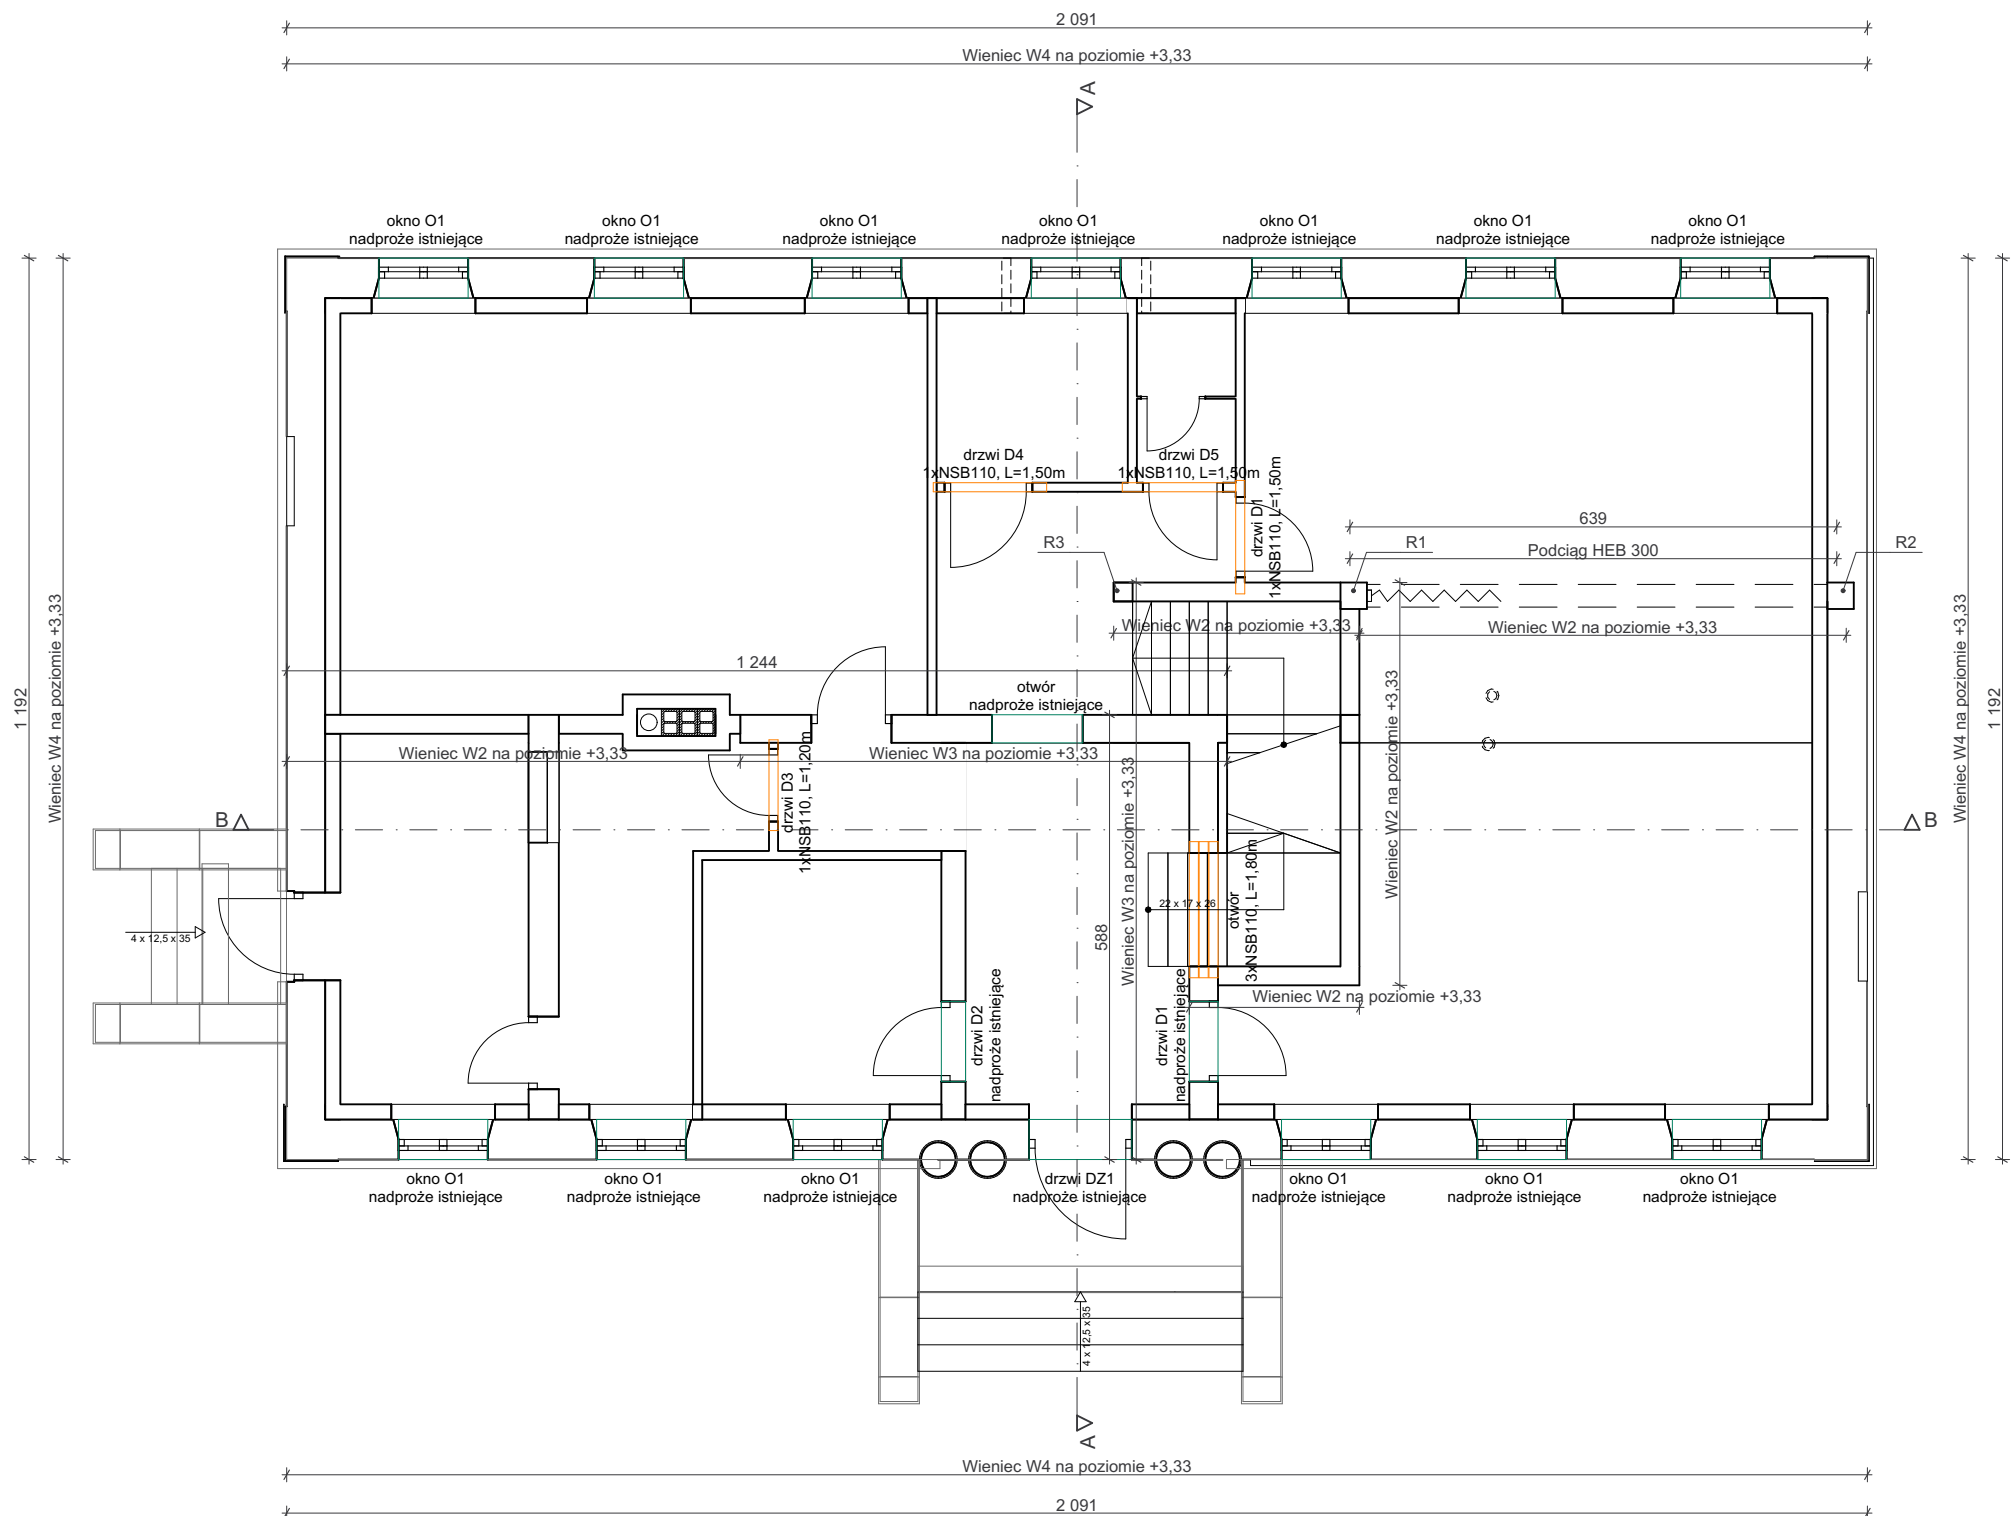 2 091
Wieniec W4 na poziomie +3,33
A
okno O1
nadproże istniejące
okno O1
nadproże istniejące
okno O1
nadproże istniejące
okno O1
nadproże istniejące
okno O1
nadproże istniejące
okno O1
nadproże istniejące
okno O1
nadproże istniejące
drzwi D4
1xNSB110, L=1,50m
drzwi D5
1xNSB110, L=1,50m
drzwi D1
1xNSB110, L=1,50m
639
Podciąg HEB 300
R3
R1
R2
1 192
Wieniec W4 na poziomie +3,33
Wieniec W4 na poziomie +3,33
1 192
Wieniec W2 na poziomie +3,33
Wieniec W2 na poziomie +3,33
1 244
otwór
nadproże istniejące
Wieniec W2 na poziomie +3,33
Wieniec W3 na poziomie +3,33
drzwi D3
1xNSB110, L=1,20m
Wieniec W2 na poziomie +3,33
Wieniec W3 na poziomie +3,33
588
B
B
otwór
3xNSB110, L=1,80m
22 x 17 x 26
4 x 12,5 x 35
Wieniec W2 na poziomie +3,33
drzwi D2
nadproże istniejące
drzwi D1
nadproże istniejące
okno O1
nadproże istniejące
okno O1
nadproże istniejące
okno O1
nadproże istniejące
drzwi DZ1
nadproże istniejące
okno O1
nadproże istniejące
okno O1
nadproże istniejące
okno O1
nadproże istniejące
4 x 12,5 x 35
A
Wieniec W4 na poziomie +3,33
2 091